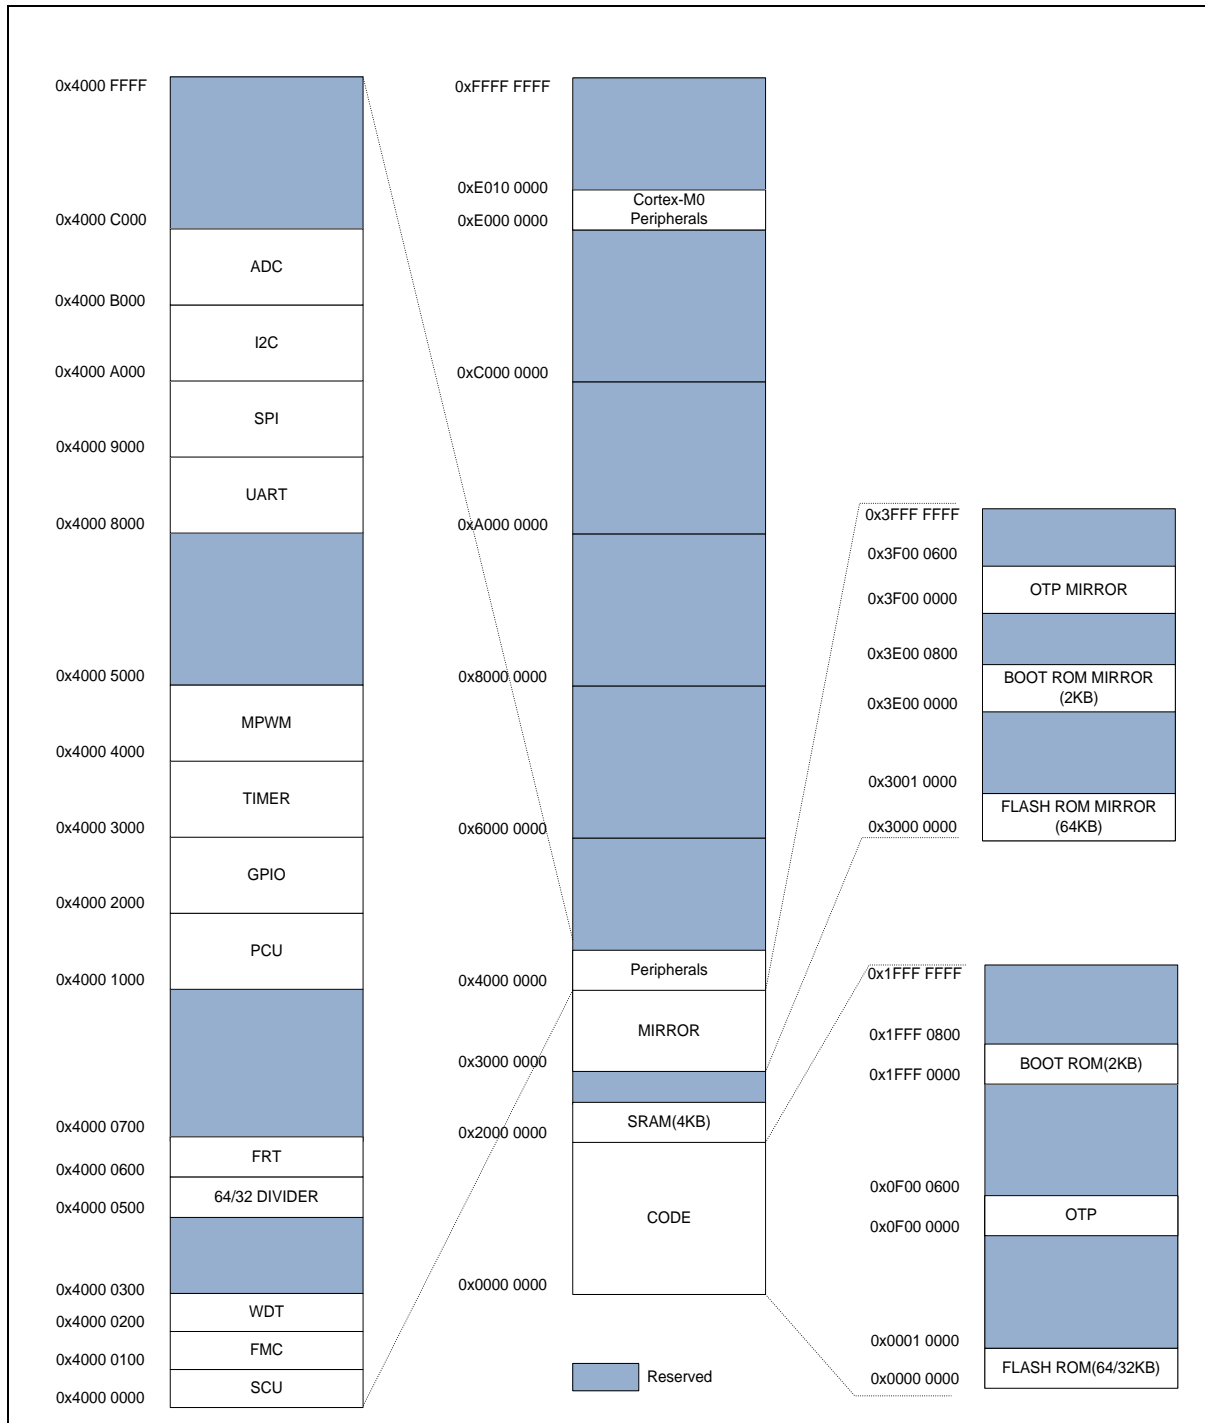 0x4000 FFFF
0x4000 C000
ADC
0x4000 B000
I2C
0x4000 A000
SPI
0x4000 9000
UART
0x4000 8000
0x4000 5000
MPWM
0x4000 4000
TIMER
0x4000 3000
GPIO
0x4000 2000
PCU
0x4000 1000
0x4000 0700
FRT
0x4000 0600
64/32 DIVIDER
0x4000 0500
0x4000 0300
WDT
0x4000 0200
FMC
0x4000 0100
SCU
0x4000 0000
0xFFFF FFFF
0xE010 0000
Cortex-M0
Peripherals
0xE000 0000
0xC000 0000
0xA000 0000
0x8000 0000
0x6000 0000
Peripherals
0x4000 0000
MIRROR
0x3000 0000
SRAM(4KB)
0x2000 0000
CODE
0x0000 0000
Reserved
0x3FFF FFFF
0x3F00 0600
OTP MIRROR
0x3F00 0000
0x3E00 0800
BOOT ROM MIRROR
(2KB)
0x3E00 0000
0x3001 0000
FLASH ROM MIRROR
(64KB)
0x3000 0000
0x1FFF FFFF
0x1FFF 0800
BOOT ROM(2KB)
0x1FFF 0000
0x0F00 0600
OTP
0x0F00 0000
0x0001 0000
FLASH ROM(64/32KB)
0x0000 0000